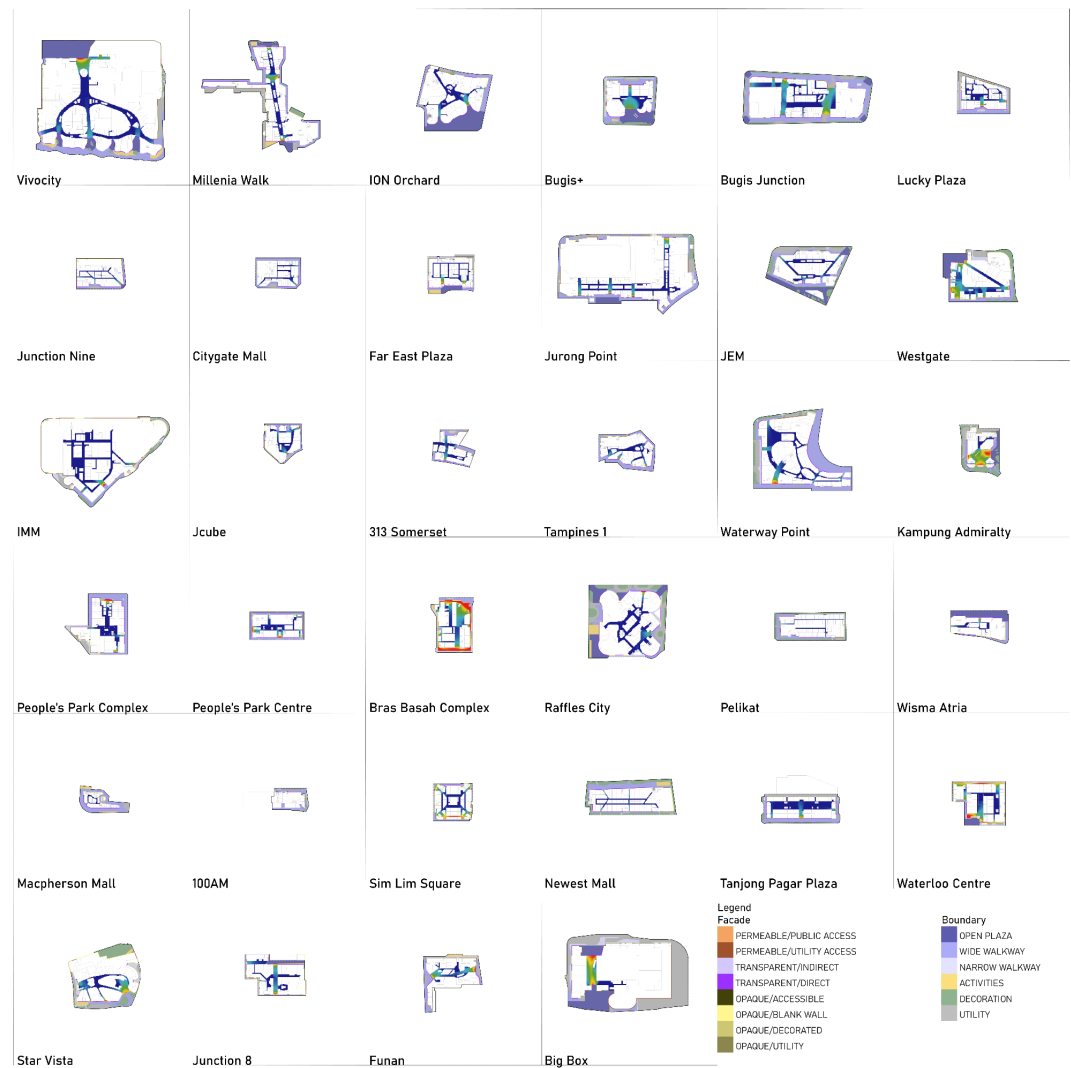 Vivocity
Millenia Walk
ION Orchard
Bugis+
Bugis Junction
Lucky Plaza
Junction Nine
Citygate Mall
Far East Plaza
Jurong Point
JEM
Westgate
IMM
Jcube
313 Somerset
Tampines 1
Waterway Point
Kampung Admiralty
People's Park Complex
People's Park Centre
Bras Basah Complex
Raffles City
Pelikat
Wisma Atria
Macpherson Mall
100AM
Sim Lim Square
Newest Mall
Tanjong Pagar Plaza
Waterloo Centre
Star Vista
Junction 8
Funan
Big Box
Legend
Facade
PERMEABLE/PUBLIC ACCESS
PERMEABLE/UTILITY ACCESS
TRANSPARENT/INDIRECT
TRANSPARENT/DIRECT
OPAQUE/ACCESSIBLE
OPAQUE/BLANK WALL
OPAQUE/DECORATED
OPAQUE/UTILITY
Boundary
OPEN PLAZA
WIDE WALKWAY
NARROW WALKWAY
ACTIVITIES
DECORATION
UTILITY